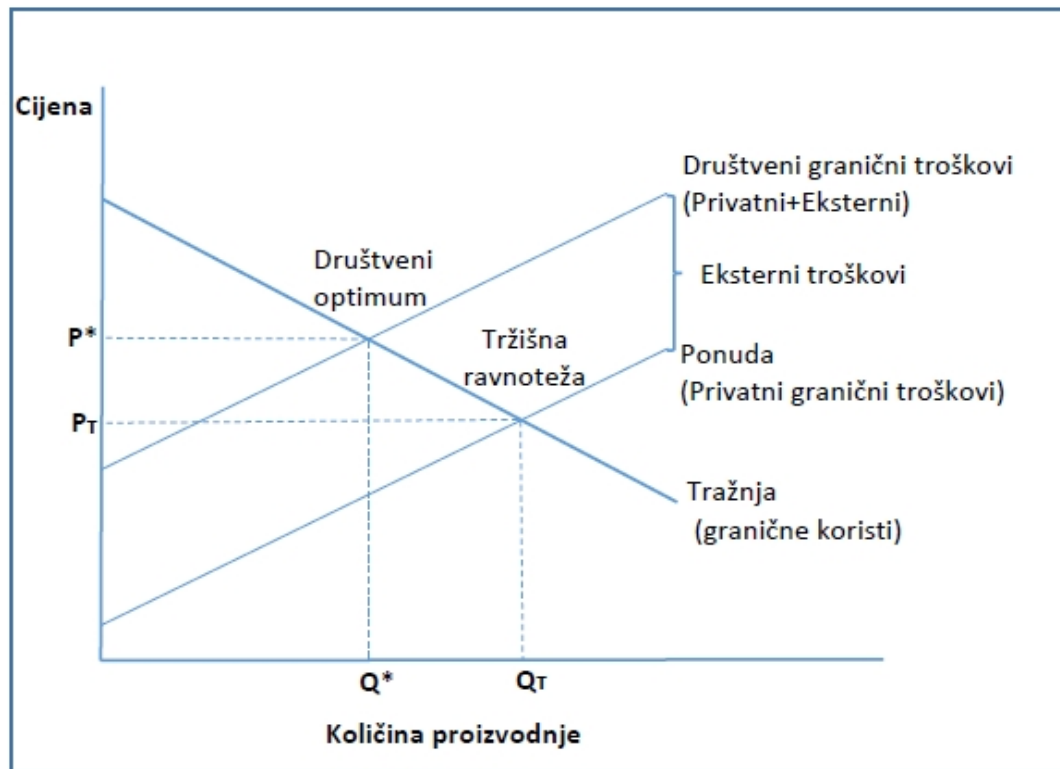 Cijena
Društveni granični troškovi
(Privatni+Eksterni)
Društveni
optimum
Eksterni troškovi
P*
Tržišna
ravnoteža
Ponuda
(Privatni granični troškovi)
PT
Tražnja
(granične koristi)
Q*
QT
Količina proizvodnje